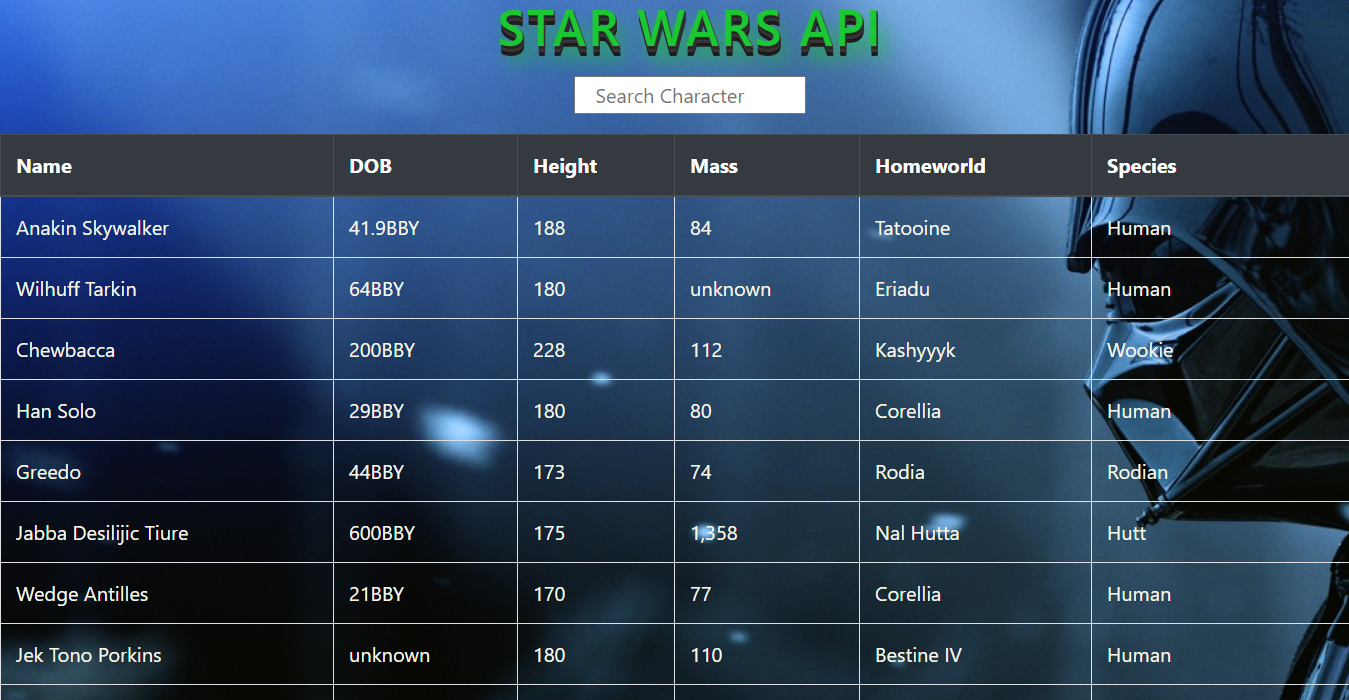 STAR WARS API
Search Character
Name DOB Height Mass Homeworld Species
Anakin Skywalker 41.9BBY 188 84 Tatooine Human
Wilhuff Tarkin 64BBY 180 unknown Eriadu Human
Chewbacca 200BBY 228 112 Kashyyyk Wookie
Han Solo 29BBY 180 80 Corellia Human
Greedo 44BBY 173 74 Rodia Rodian
Jabba Desilijic Tiure 600BBY 175 1,358 Nal Hutta Hutt
Wedge Antilles 21BBY 170 77 Corellia Human
Jek Tono Porkins unknown 180 110 Bestine IV Human